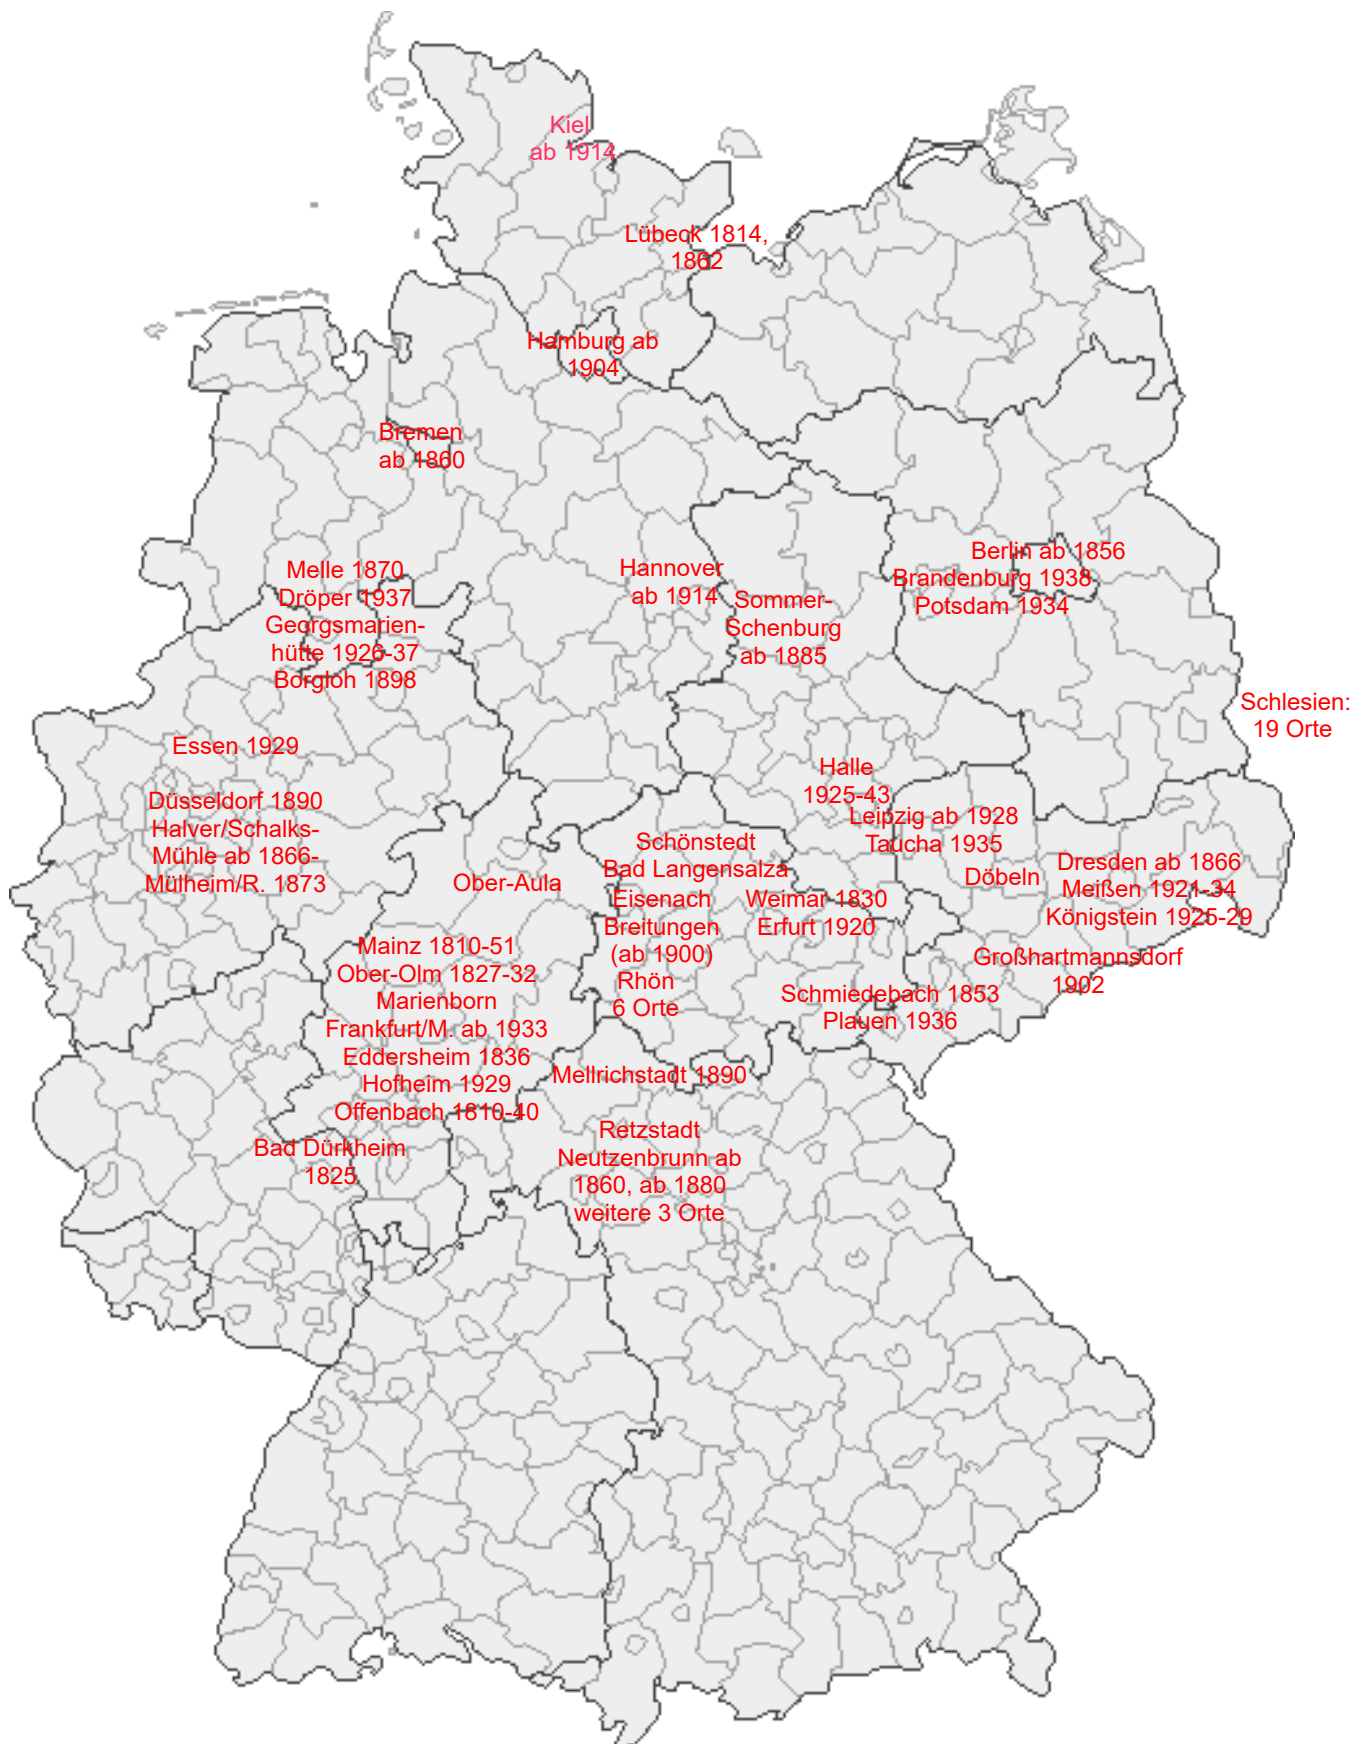 Kiel
ab 1914
Lübeck 1814,
1862
Hamburg ab
1904
Bremen
ab 1860
Melle 1870
Dröper 1937
Georgsmarien-
hütte 1926-37
Borgloh 1898
Hannover
ab 1914
Sommer-
Schenburg
ab 1885
Berlin ab 1856
Brandenburg 1938
Potsdam 1934
Schlesien:
19 Orte
Essen 1929
Düsseldorf 1890
Halver/Schalks-
Mühle ab 1866-
Mülheim/R. 1873
Halle
1925-43
Leipzig ab 1928
Taucha 1935
Döbeln
Dresden ab 1866
Meißen 1921-34
Königstein 1925-29
Großhartmannsdorf
1902
Schönstedt
Bad Langensalza
Eisenach
Breitungen
(ab 1900)
Rhön
6 Orte
Weimar 1830
Erfurt 1920
Schmiedebach 1853
Plauen 1936
Ober-Aula
Mainz 1810-51
Ober-Olm 1827-32
Marienborn
Frankfurt/M. ab 1933
Eddersheim 1836
Hofheim 1929
Offenbach 1810-40
Mellrichstadt 1890
Bad Dürkheim
1825
Retzstadt
Neutzenbrunn ab
1860, ab 1880
weitere 3 Orte